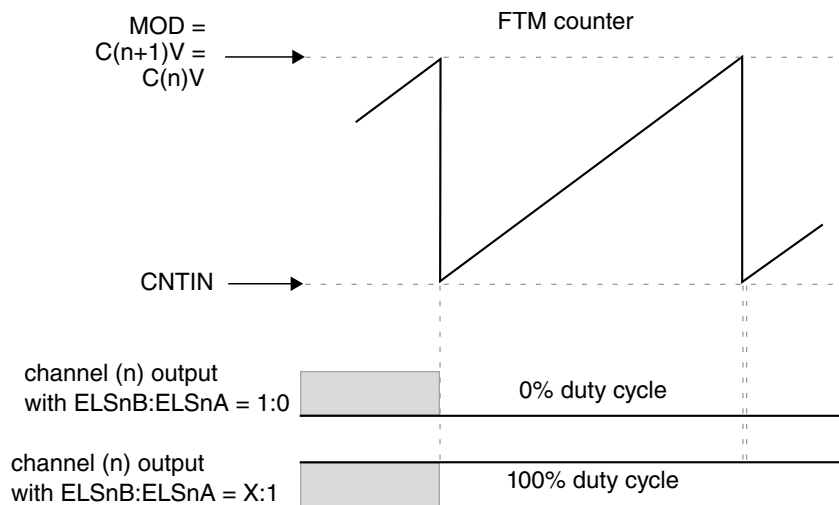 FTM counter
MOD =
C(n+1)V =
C(n)V
CNTIN
channel (n) output
with ELSnB:ELSnA = 1:0
0% duty cycle
channel (n) output
with ELSnB:ELSnA = X:1
100% duty cycle